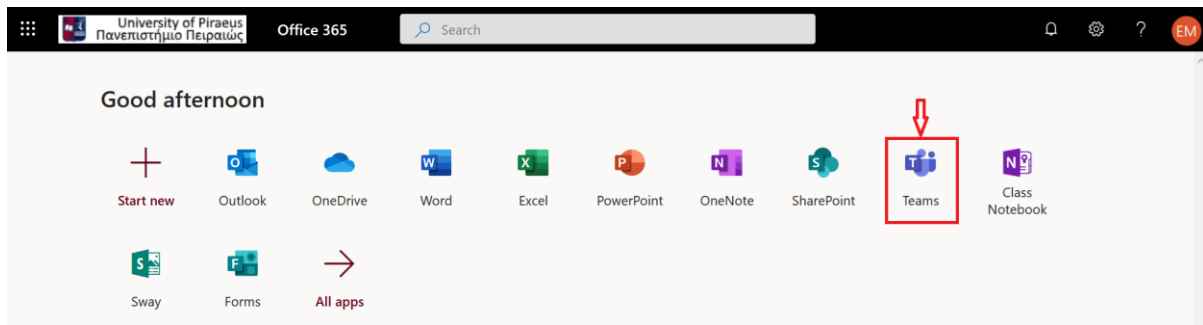 University of Piraeus
Πανεπιστήμιο Πειραιώς
Office 365
Search
?
EM
Good afternoon
Start new
Outlook
OneDrive
Word
Excel
PowerPoint
OneNote
SharePoint
Teams
Class
Notebook
Sway
Forms
All apps